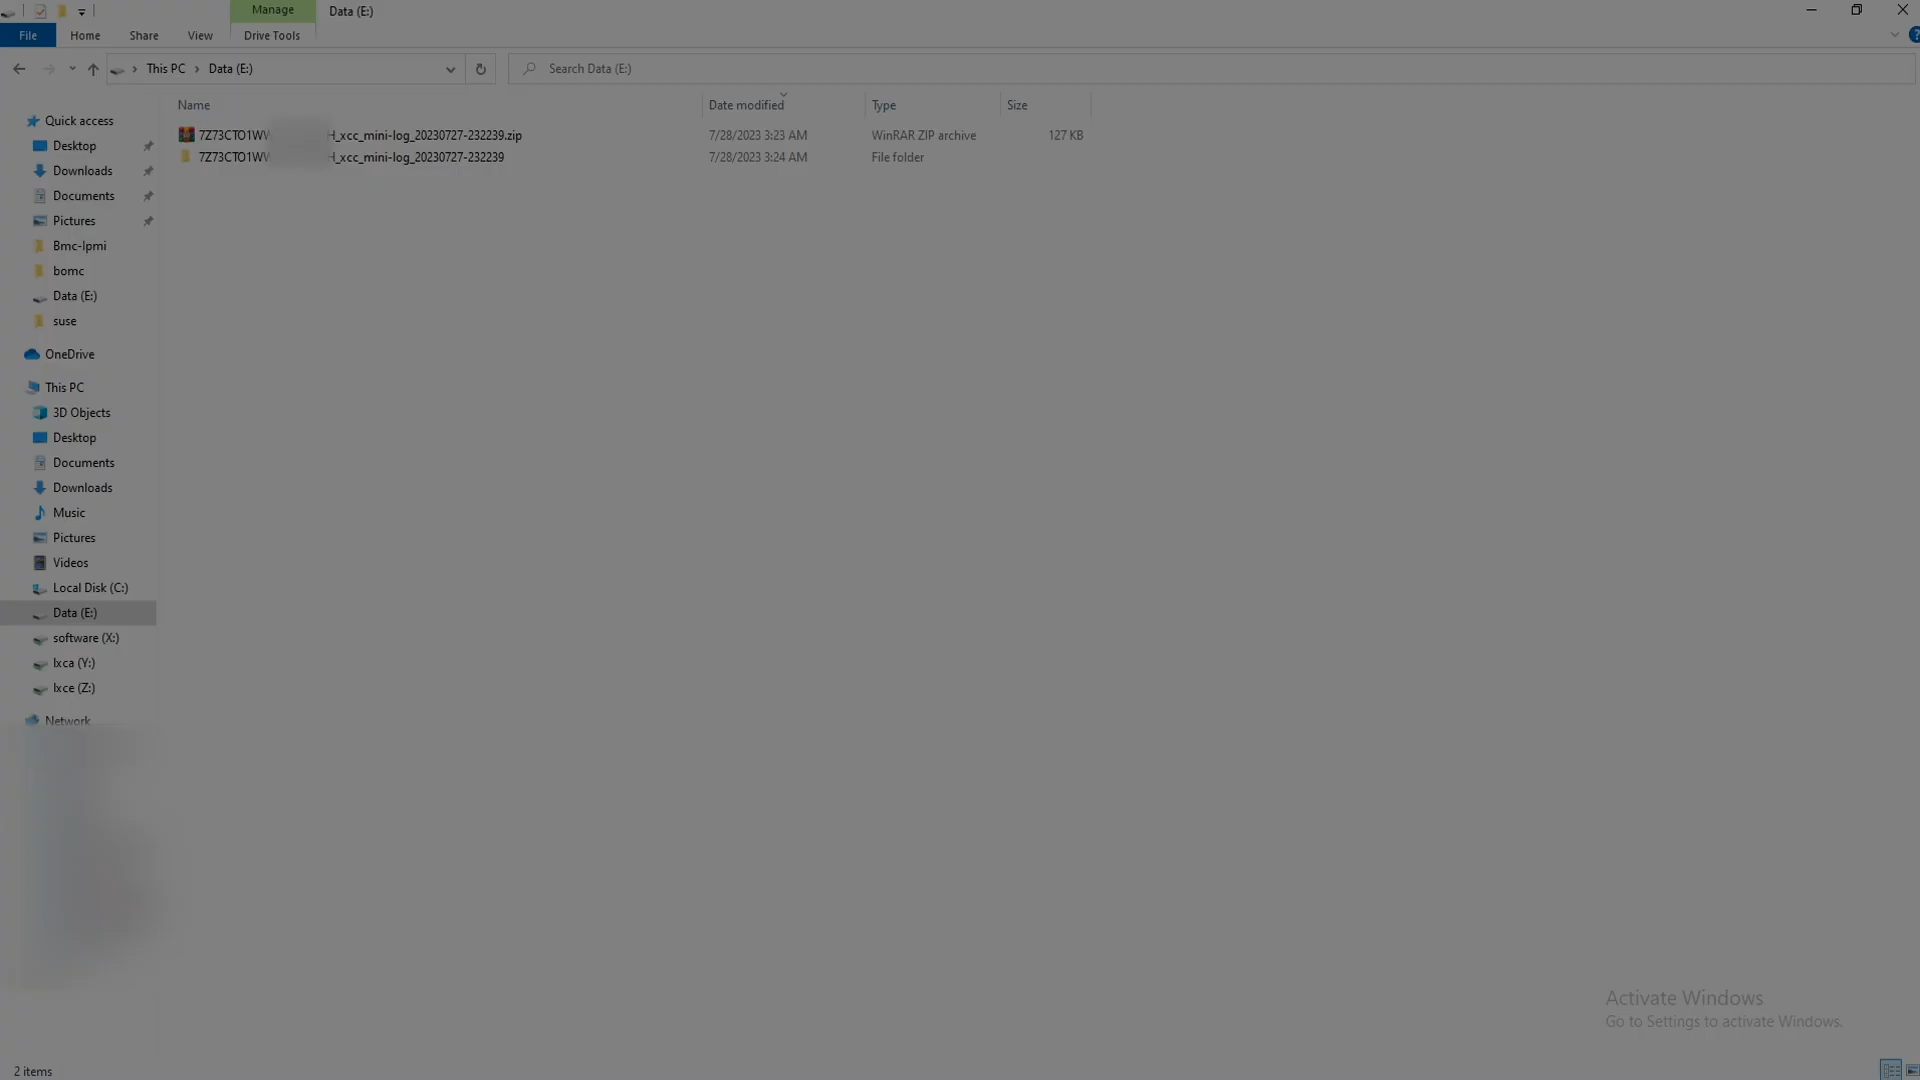 Manage
Data (E:)
File
Home
Share
View
Drive Tools
This PC
Data (E:)
Search Data (E:)
Name
Date modified
Type
Size
7Z73CTO1WW H_xcc_mini-log_20230727-232239.zip
7/28/2023 3:23 AM
WinRAR ZIP archive
127 KB
7Z73CTO1WW H_xcc_mini-log_20230727-232239
7/28/2023 3:24 AM
File folder
Quick access
Desktop
Downloads
Documents
Pictures
Bmc-Ipmi
bomc
Data (E:)
suse
OneDrive
This PC
3D Objects
Desktop
Documents
Downloads
Music
Pictures
Videos
Local Disk (C:)
Data (E:)
software (X:)
lxca (Y:)
lxce (Z:)
Network
Activate Windows
Go to Settings to activate Windows.
2 items